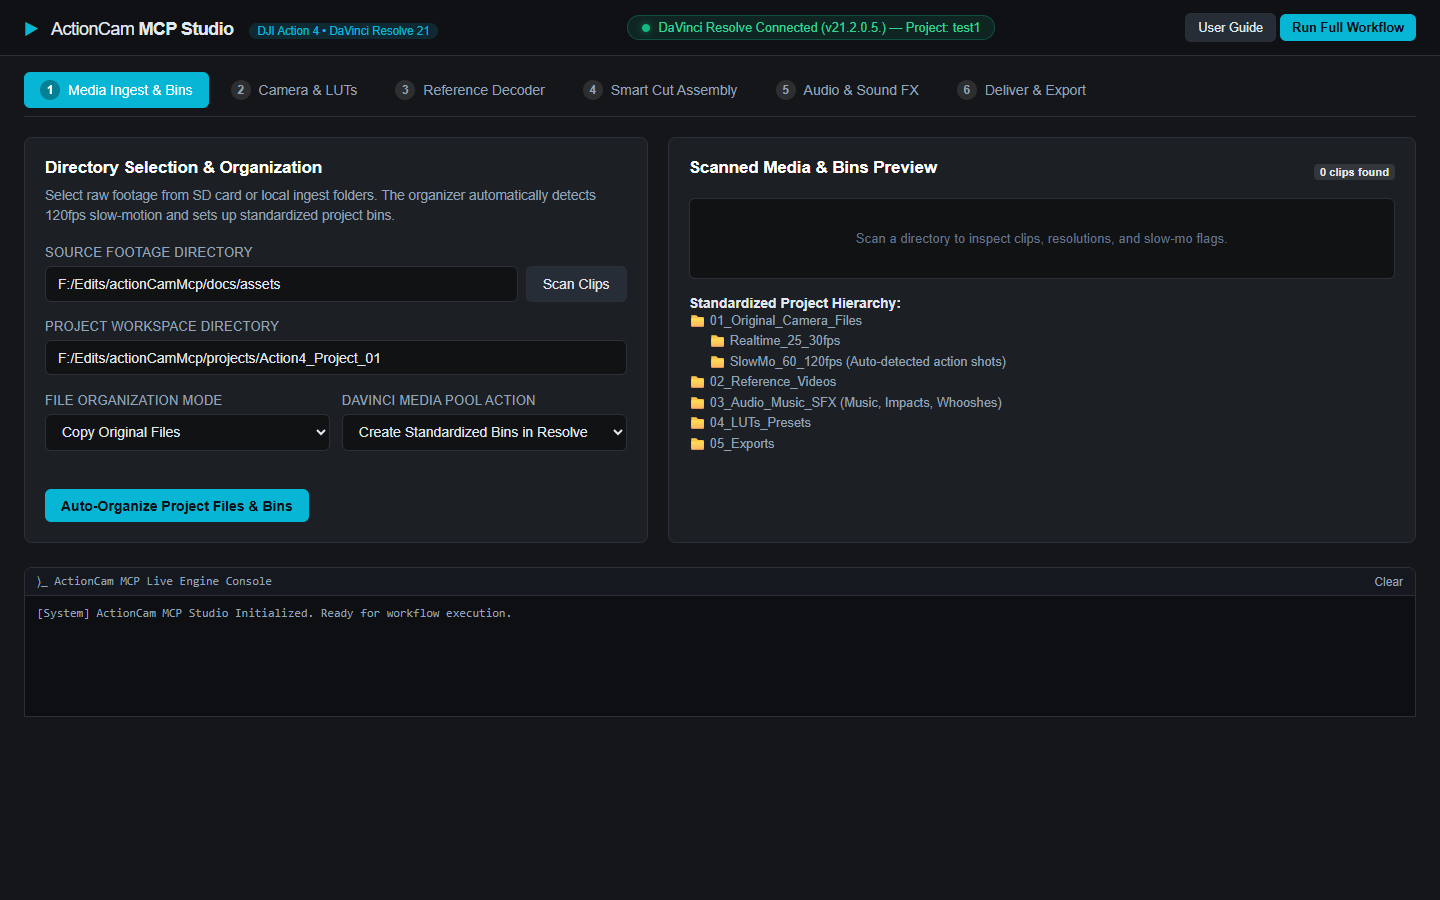 ActionCam MCP Studio
DJI Action 4 • DaVinci Resolve 21
DaVinci Resolve Connected (v21.2.0.5.) — Project: test1
User Guide
Run Full Workflow
1 Media Ingest & Bins
2 Camera & LUTs
3 Reference Decoder
4 Smart Cut Assembly
5 Audio & Sound FX
6 Deliver & Export
Directory Selection & Organization
Select raw footage from SD card or local ingest folders. The organizer automatically detects
120fps slow-motion and sets up standardized project bins.
SOURCE FOOTAGE DIRECTORY
F:/Edits/actionCamMcp/docs/assets
Scan Clips
PROJECT WORKSPACE DIRECTORY
F:/Edits/actionCamMcp/projects/Action4_Project_01
FILE ORGANIZATION MODE
Copy Original Files
DAVINCI MEDIA POOL ACTION
Create Standardized Bins in Resolve
Auto-Organize Project Files & Bins
Scanned Media & Bins Preview
0 clips found
Scan a directory to inspect clips, resolutions, and slow-mo flags.
Standardized Project Hierarchy:
01_Original_Camera_Files
Realtime_25_30fps
SlowMo_60_120fps (Auto-detected action shots)
02_Reference_Videos
03_Audio_Music_SFX (Music, Impacts, Whooshes)
04_LUTs_Presets
05_Exports
⟩_ ActionCam MCP Live Engine Console
Clear
[System] ActionCam MCP Studio Initialized. Ready for workflow execution.